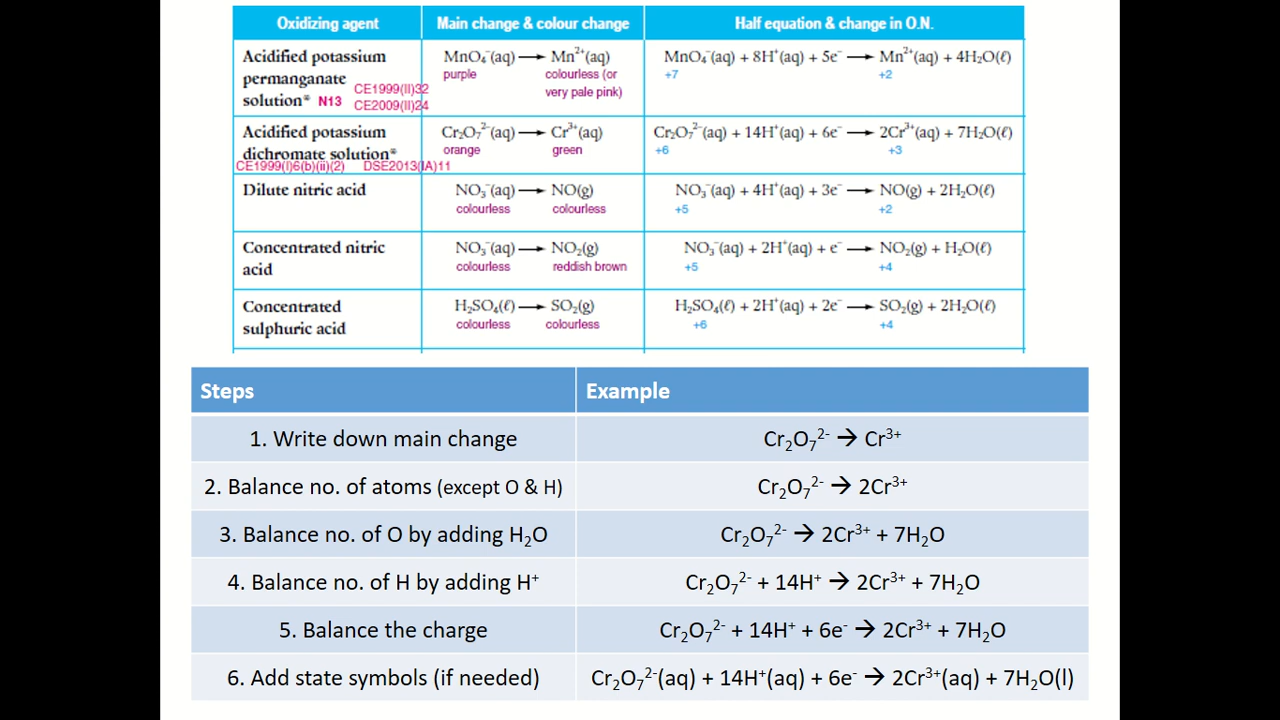 Oxidizing agent Main change & colour change Half equation & change in O.N.
Acidified potassium permanganate solution* N13 CE1999(II)32 CE2009(II)24
MnO₄⁻(aq) ⟶ Mn²⁺(aq)
purple colourless (or very pale pink)
MnO₄⁻(aq) + 8H⁺(aq) + 5e⁻ ⟶ Mn²⁺(aq) + 4H₂O(ℓ)
+7 +2
Acidified potassium dichromate solution*
CE1999(I)6(b)(ii)(2) DSE2013(IA)11
Cr₂O₇²⁻(aq) ⟶ Cr³⁺(aq)
orange green
Cr₂O₇²⁻(aq) + 14H⁺(aq) + 6e⁻ ⟶ 2Cr³⁺(aq) + 7H₂O(ℓ)
+6 +3
Dilute nitric acid
NO₃⁻(aq) ⟶ NO(g)
colourless colourless
NO₃⁻(aq) + 4H⁺(aq) + 3e⁻ ⟶ NO(g) + 2H₂O(ℓ)
+5 +2
Concentrated nitric acid
NO₃⁻(aq) ⟶ NO₂(g)
colourless reddish brown
NO₃⁻(aq) + 2H⁺(aq) + e⁻ ⟶ NO₂(g) + H₂O(ℓ)
+5 +4
Concentrated sulphuric acid
H₂SO₄(ℓ) ⟶ SO₂(g)
colourless colourless
H₂SO₄(ℓ) + 2H⁺(aq) + 2e⁻ ⟶ SO₂(g) + 2H₂O(ℓ)
+6 +4
Steps Example
1. Write down main change Cr₂O₇²⁻ → Cr³⁺
2. Balance no. of atoms (except O & H) Cr₂O₇²⁻ → 2Cr³⁺
3. Balance no. of O by adding H₂O Cr₂O₇²⁻ → 2Cr³⁺ + 7H₂O
4. Balance no. of H by adding H⁺ Cr₂O₇²⁻ + 14H⁺ → 2Cr³⁺ + 7H₂O
5. Balance the charge Cr₂O₇²⁻ + 14H⁺ + 6e⁻ → 2Cr³⁺ + 7H₂O
6. Add state symbols (if needed) Cr₂O₇²⁻(aq) + 14H⁺(aq) + 6e⁻ → 2Cr³⁺(aq) + 7H₂O(l)